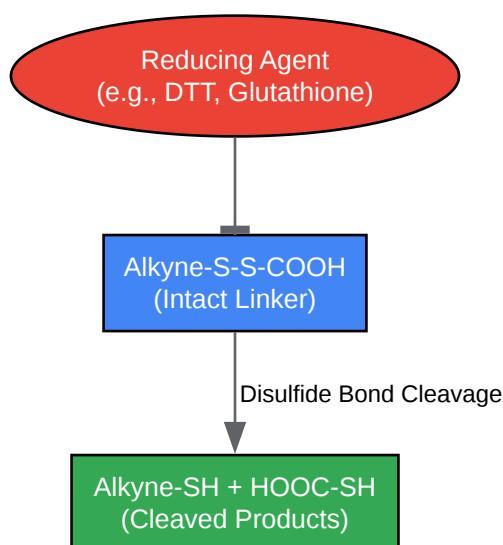 Reducing Agent
(e.g., DTT, Glutathione)
Alkyne-S-S-COOH
(Intact Linker)
Disulfide Bond Cleavage
Alkyne-SH + HOOC-SH
(Cleaved Products)